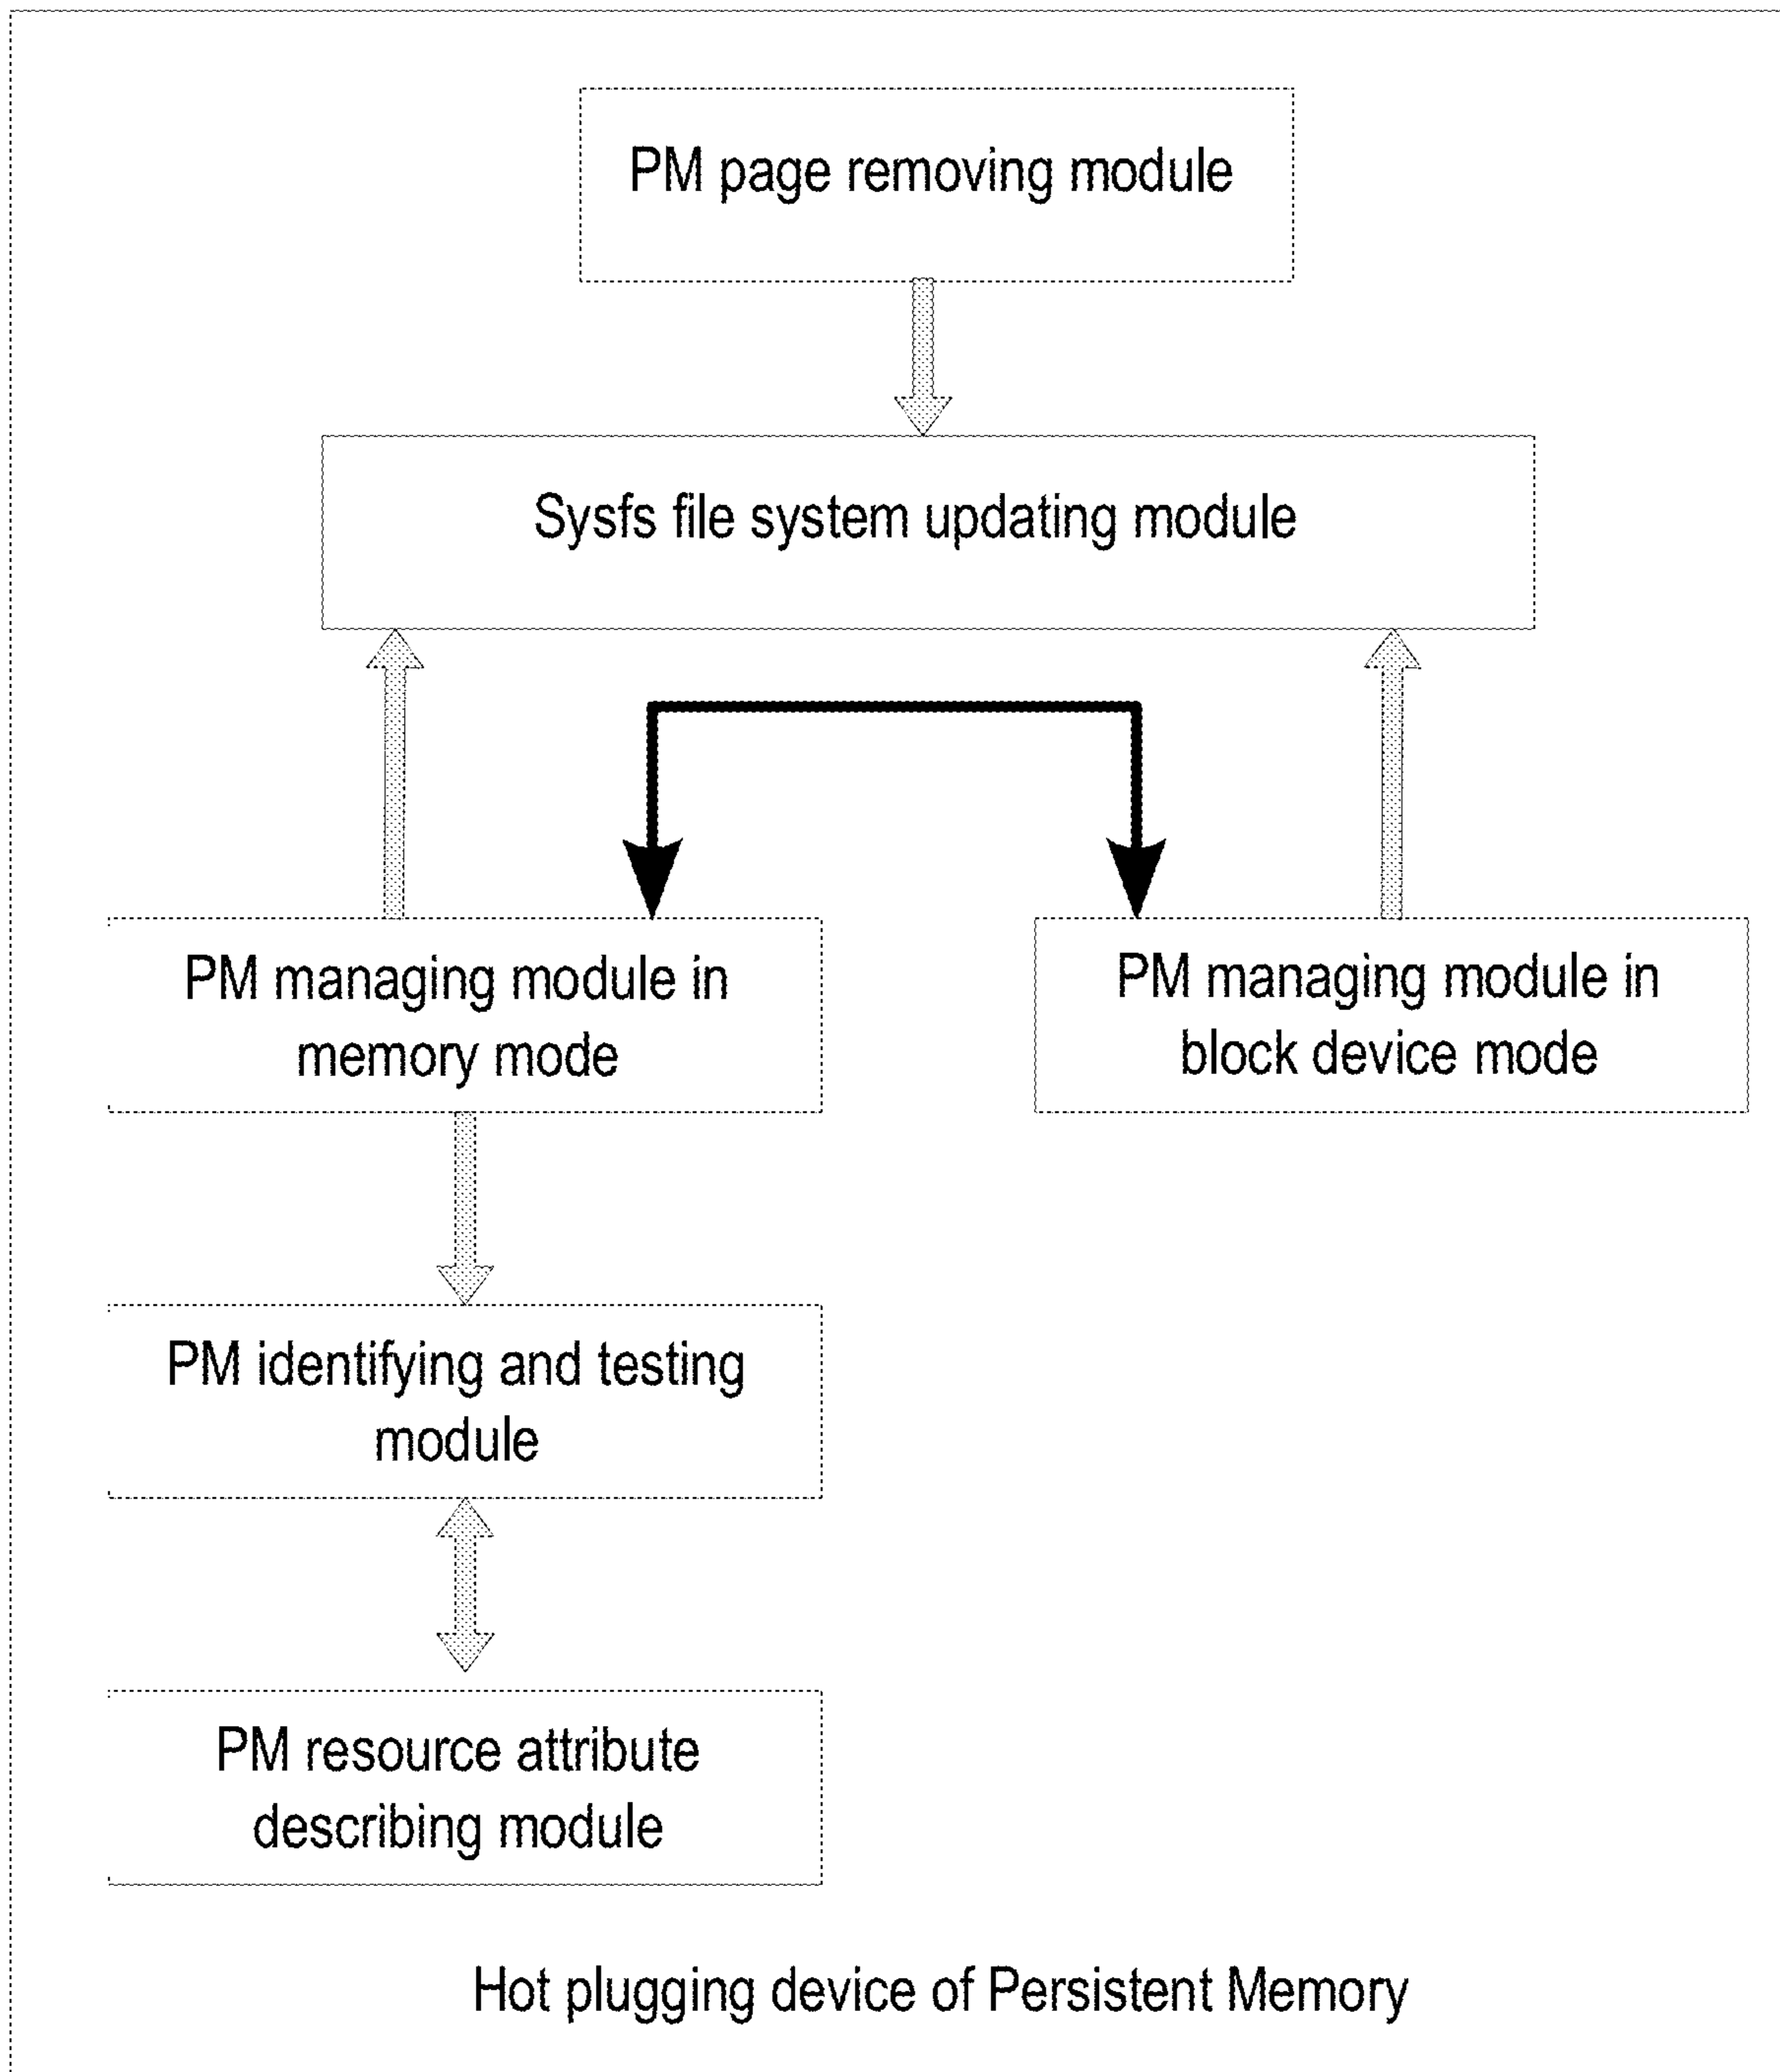 PM page removing module
Sysfs file system updating module
PM managing module in
memory mode
PM managing module in
block device mode
PM identifying and testing
module
PM resource attribute
describing module
Hot plugging device of Persistent Memory